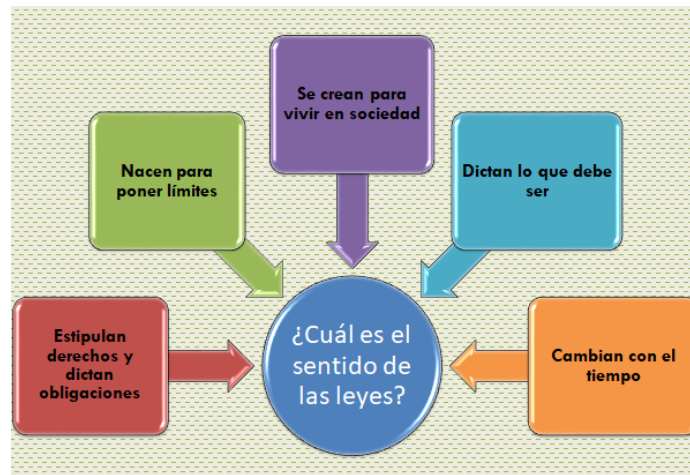 Se crean para
vivir en sociedad
Nacen para
poner límites
Dictan lo que debe
ser
Estipulan
derechos y
dictan
obligaciones
¿Cuál es el
sentido de
las leyes?
Cambian con el
tiempo